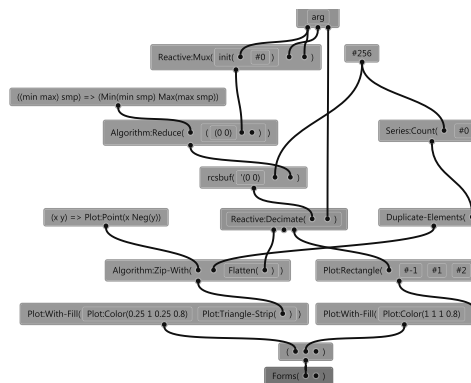 arg
Reactive:Mux( init( #0 ) )
#256
((min max) smp) => (Min(min smp) Max(max smp))
Algorithm:Reduce( ( (0 0) ) )
Series:Count( #0
rcsbuf( '(0 0) )
(x y) => Plot:Point(x Neg(y))
Reactive:Decimate( )
Duplicate-Elements(
Algorithm:Zip-With( Flatten( ) )
Plot:Rectangle( #-1 #1 #2
Plot:With-Fill( Plot:Color(0.25 1 0.25 0.8) Plot:Triangle-Strip( ) )
Plot:With-Fill( Plot:Color(1 1 1 0.8)
( )
Forms( )